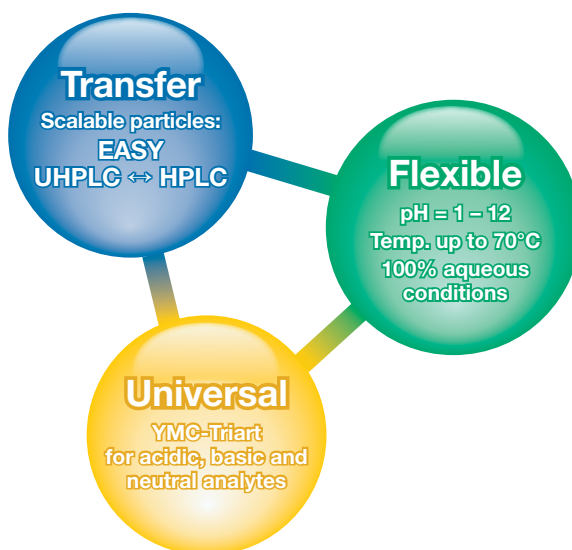 Transfer
Scalable particles:
EASY
UHPLC ↔ HPLC
Flexible
pH = 1 – 12
Temp. up to 70°C
100% aqueous
conditions
Universal
YMC-Triart
for acidic, basic and
neutral analytes